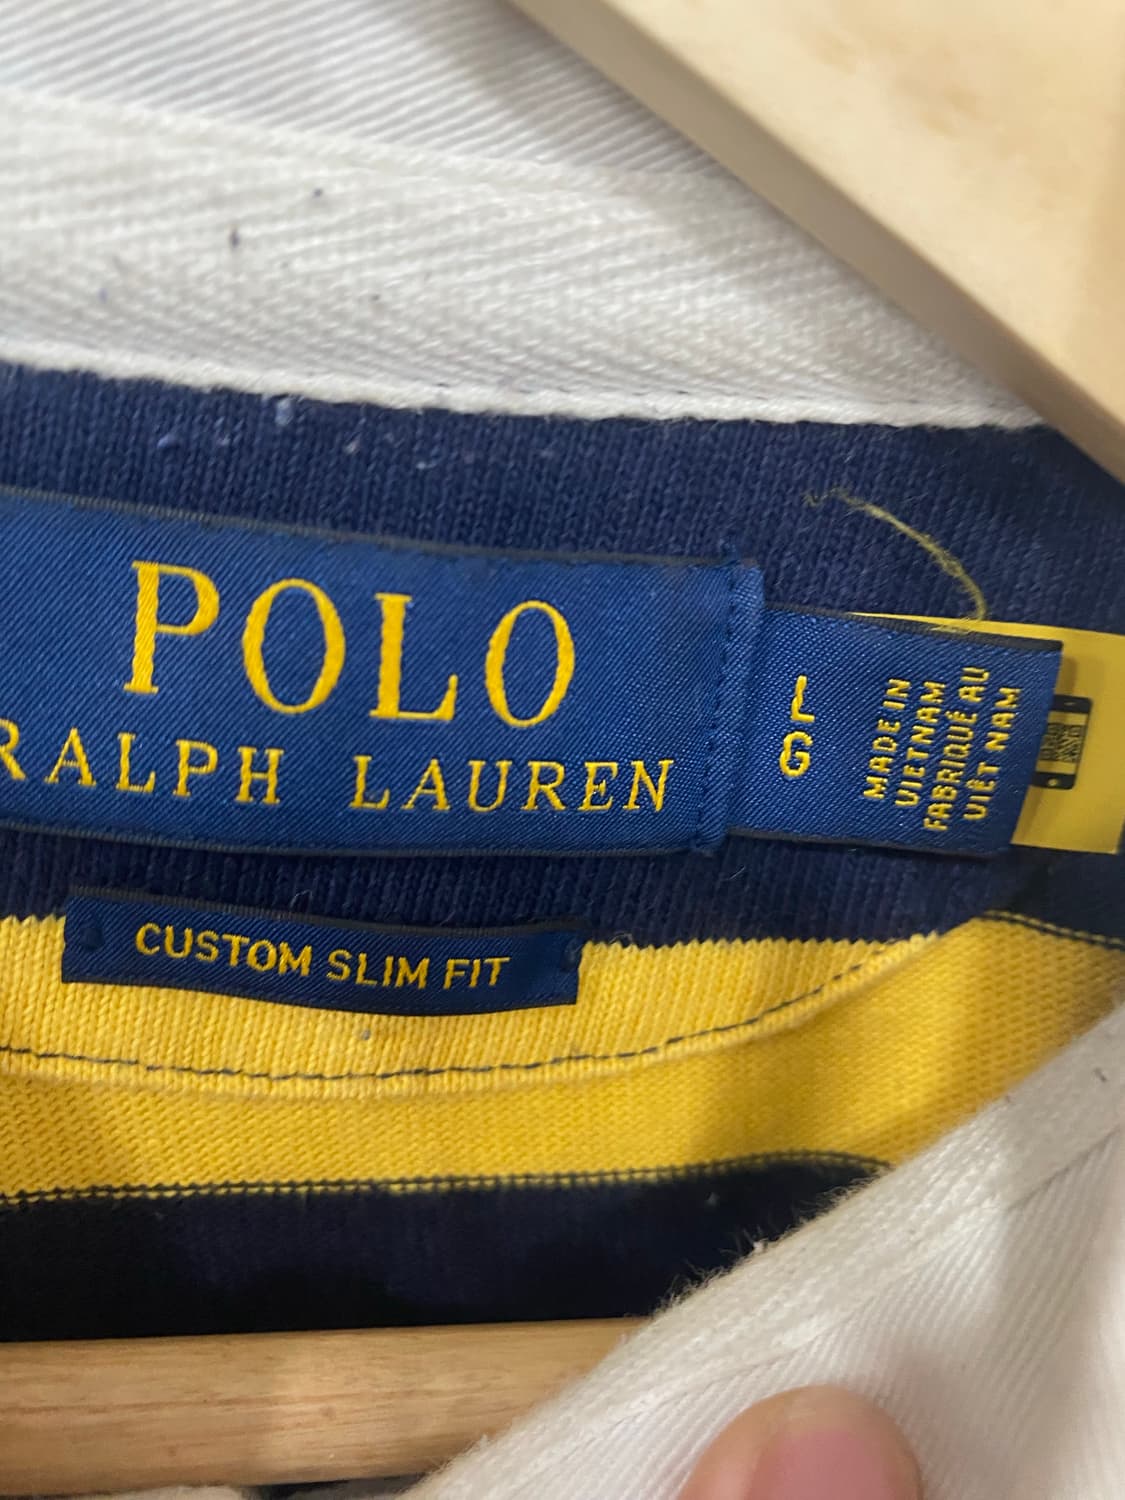 POLO
RALPH LAUREN
L
G
MADE IN
VIETNAM
FABRIQUÉ AU
VIÊT NAM
CUSTOM SLIM FIT